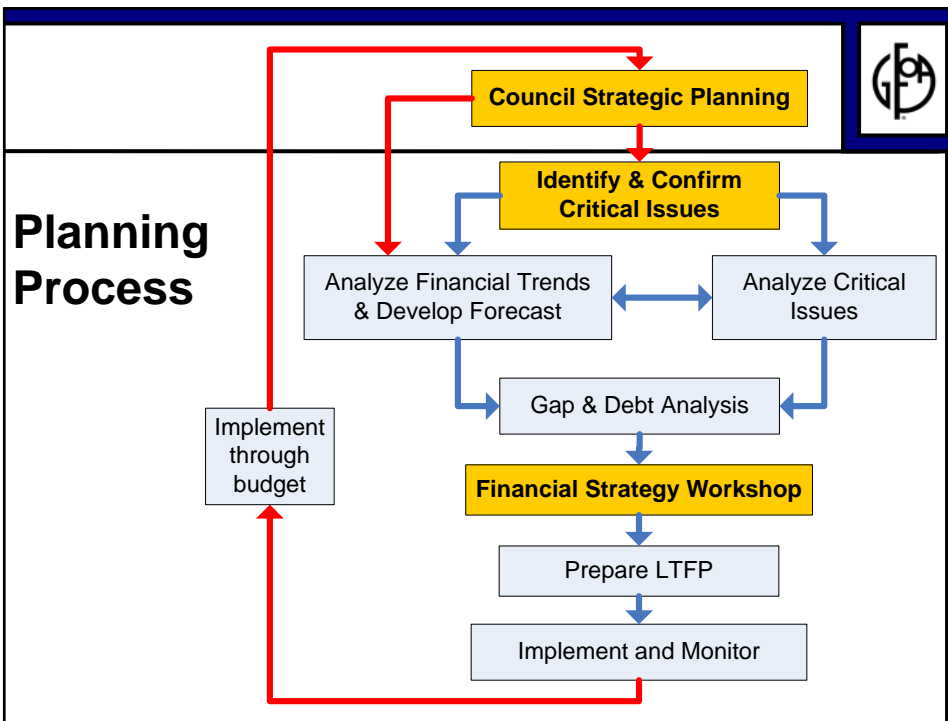 GFOA
Council Strategic Planning
Identify & Confirm
Critical Issues
Planning
Process
Analyze Financial Trends
& Develop Forecast
Analyze Critical
Issues
Gap & Debt Analysis
Implement
through
budget
Financial Strategy Workshop
Prepare LTFP
Implement and Monitor